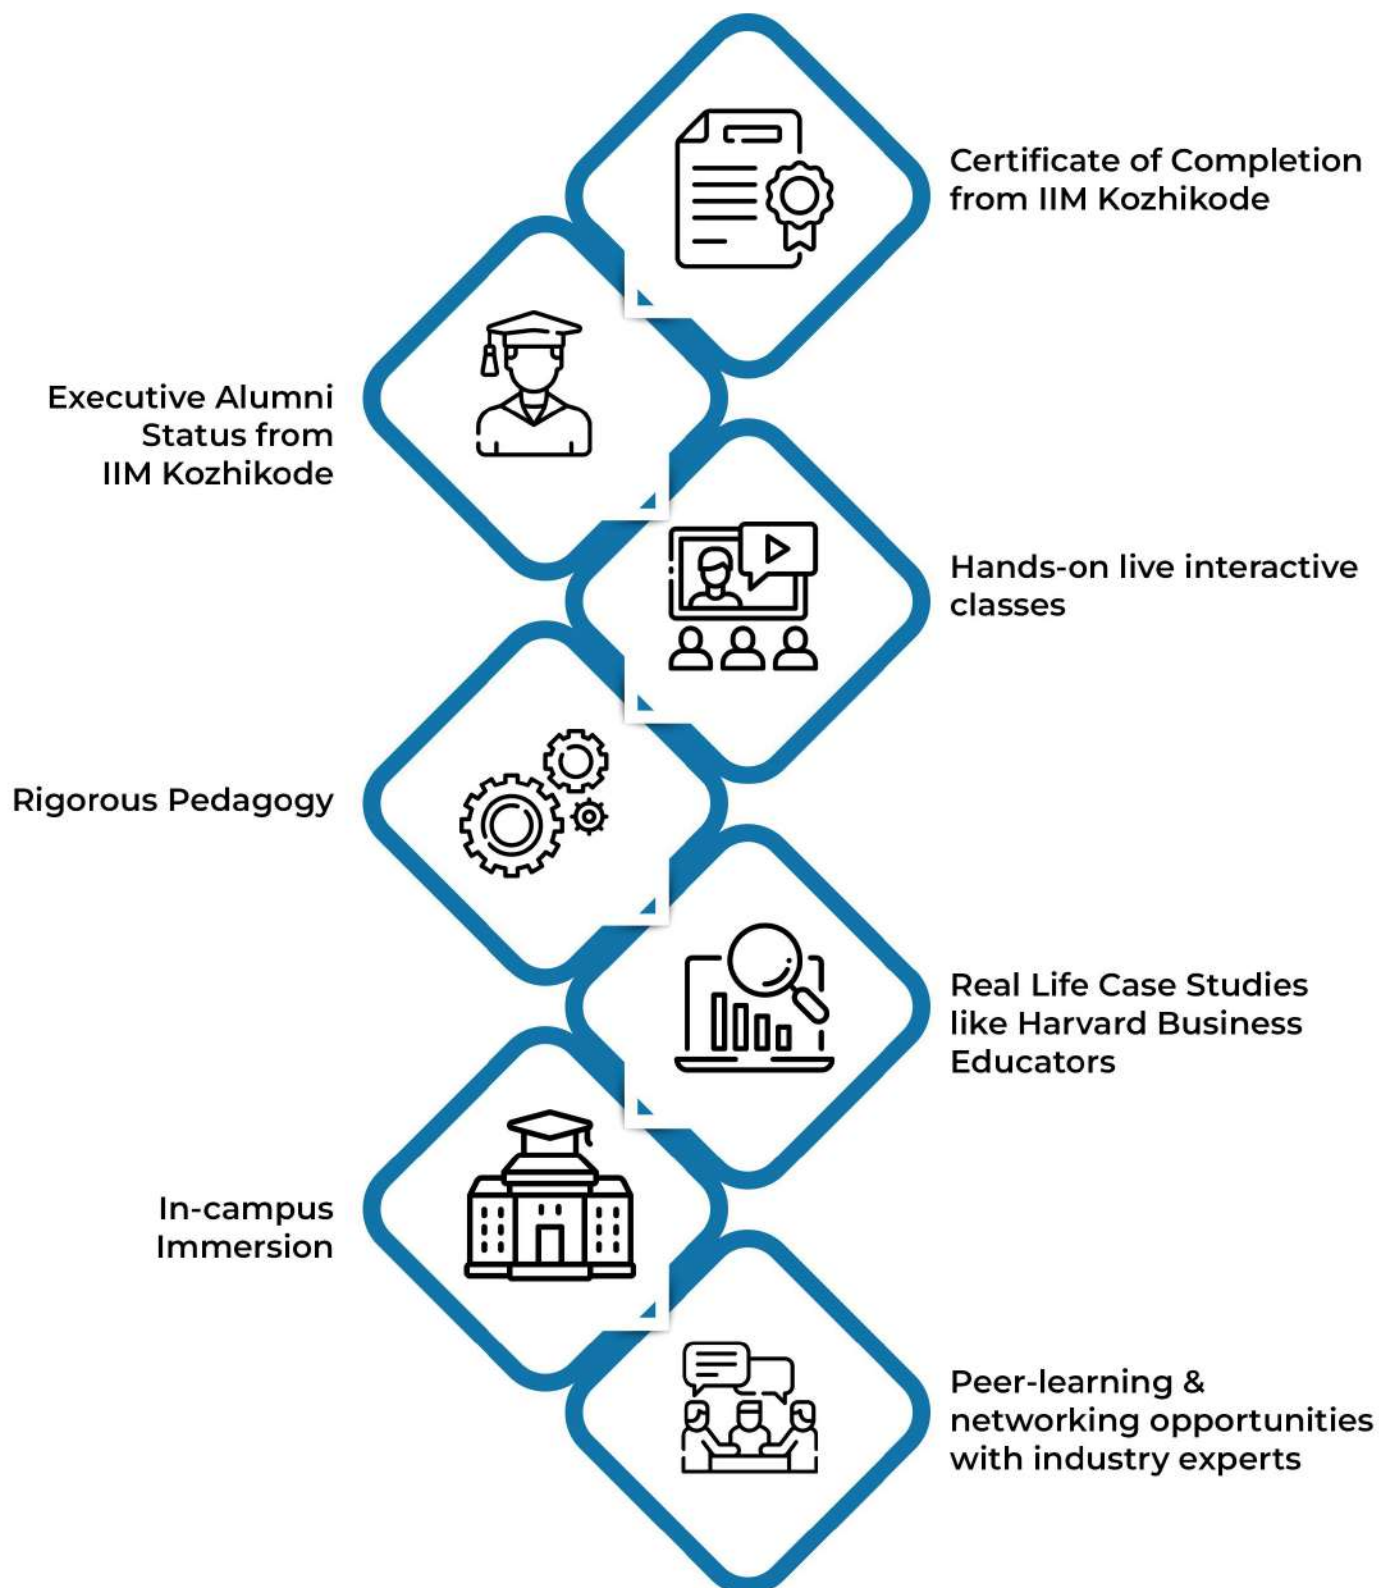 Certificate of Completion
from IIM Kozhikode
Executive Alumni
Status from
IIM Kozhikode
Hands-on live interactive
classes
Rigorous Pedagogy
Real Life Case Studies
like Harvard Business
Educators
In-campus
Immersion
Peer-learning &
networking opportunities
with industry experts